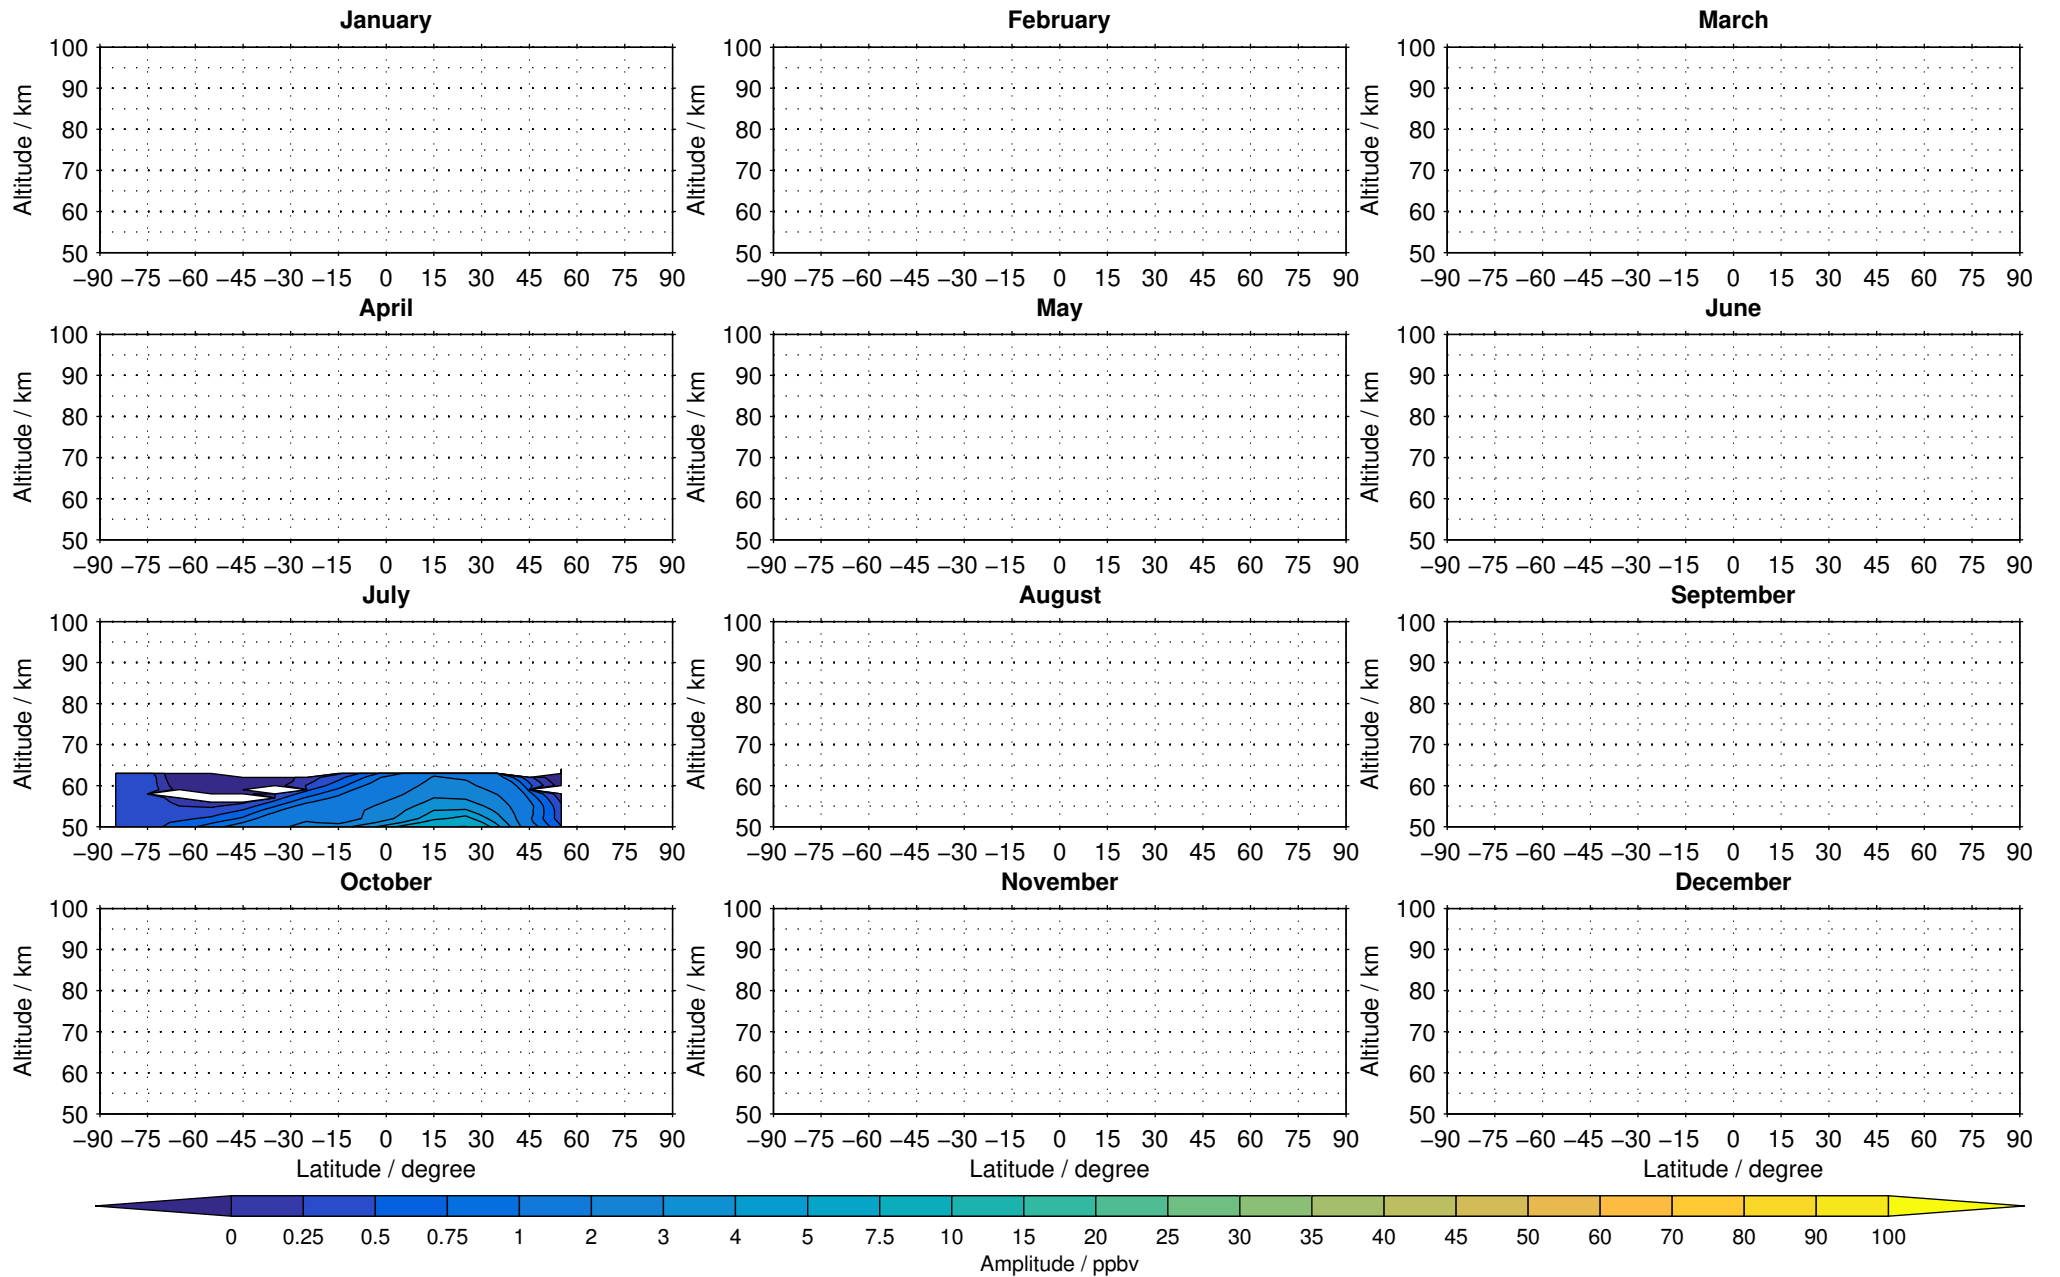 January February March
100 100 100
90 90 90
80 80 80
70 70 70
60 60 60
50 50 50
Altitude / km Altitude / km Altitude / km
−90 −75 −60 −45 −30 −15 0 15 30 45 60 75 90 −90 −75 −60 −45 −30 −15 0 15 30 45 60 75 90 −90 −75 −60 −45 −30 −15 0 15 30 45 60 75 90
April May June
100 100 100
90 90 90
80 80 80
70 70 70
60 60 60
50 50 50
Altitude / km Altitude / km Altitude / km
−90 −75 −60 −45 −30 −15 0 15 30 45 60 75 90 −90 −75 −60 −45 −30 −15 0 15 30 45 60 75 90 −90 −75 −60 −45 −30 −15 0 15 30 45 60 75 90
July August September
100 100 100
90 90 90
80 80 80
70 70 70
60 60 60
50 50 50
Altitude / km Altitude / km Altitude / km
−90 −75 −60 −45 −30 −15 0 15 30 45 60 75 90 −90 −75 −60 −45 −30 −15 0 15 30 45 60 75 90 −90 −75 −60 −45 −30 −15 0 15 30 45 60 75 90
October November December
100 100 100
90 90 90
80 80 80
70 70 70
60 60 60
50 50 50
Altitude / km Altitude / km Altitude / km
−90 −75 −60 −45 −30 −15 0 15 30 45 60 75 90 −90 −75 −60 −45 −30 −15 0 15 30 45 60 75 90 −90 −75 −60 −45 −30 −15 0 15 30 45 60 75 90
Latitude / degree Latitude / degree Latitude / degree
0 0.25 0.5 0.75 1 2 3 4 5 7.5 10 15 20 25 30 35 40 45 50 60 70 80 90 100
Amplitude / ppbv